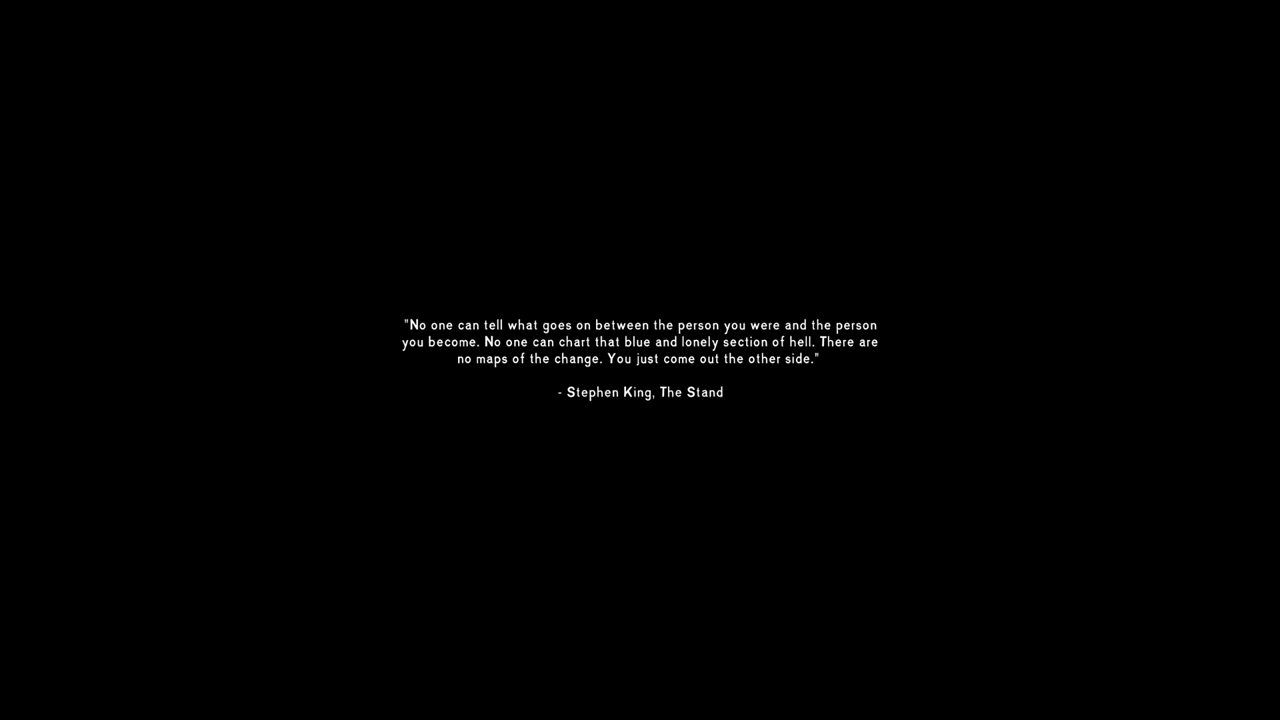 "No one can tell what goes on between the person you were and the person
you become. No one can chart that blue and lonely section of hell. There are
no maps of the change. You just come out the other side."
- Stephen King, The Stand